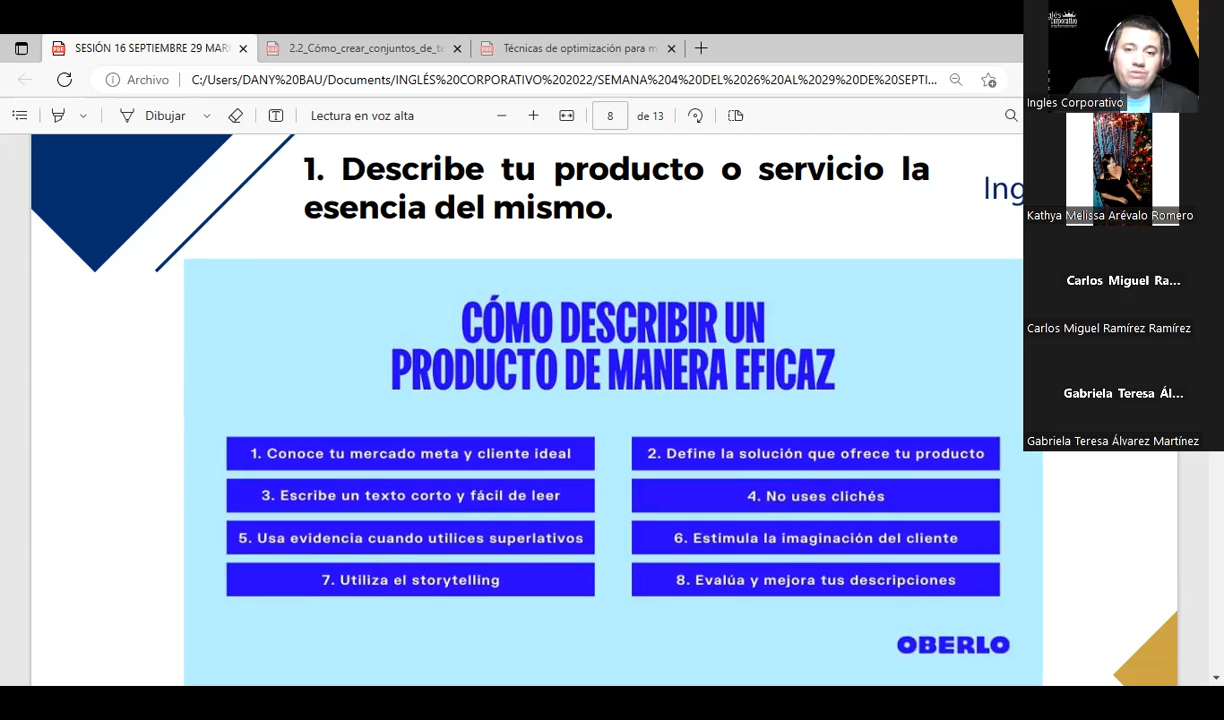 SESIÓN 16 SEPTIEMBRE 29 MAR
2.2_Cómo_crear_conjuntos_de_te
Técnicas de optimización para m
Archivo
C:/Users/DANY%20BAU/Documents/INGLÉS%20CORPORATIVO%202022/SEMANA%204%20DEL%2026%20AL%2029%20DE%20SEPTI...
Dibujar
Lectura en voz alta
8
de 13
1. Describe tu producto o servicio la
esencia del mismo.
Ing
CÓMO DESCRIBIR UN
PRODUCTO DE MANERA EFICAZ
1. Conoce tu mercado meta y cliente ideal
2. Define la solución que ofrece tu producto
3. Escribe un texto corto y fácil de leer
4. No uses clichés
5. Usa evidencia cuando utilices superlativos
6. Estimula la imaginación del cliente
7. Utiliza el storytelling
8. Evalúa y mejora tus descripciones
OBERLO
Ingles Corporativo
Kathya Melissa Arévalo Romero
Carlos Miguel Ra...
Carlos Miguel Ramírez Ramírez
Gabriela Teresa Ál...
Gabriela Teresa Álvarez Martínez